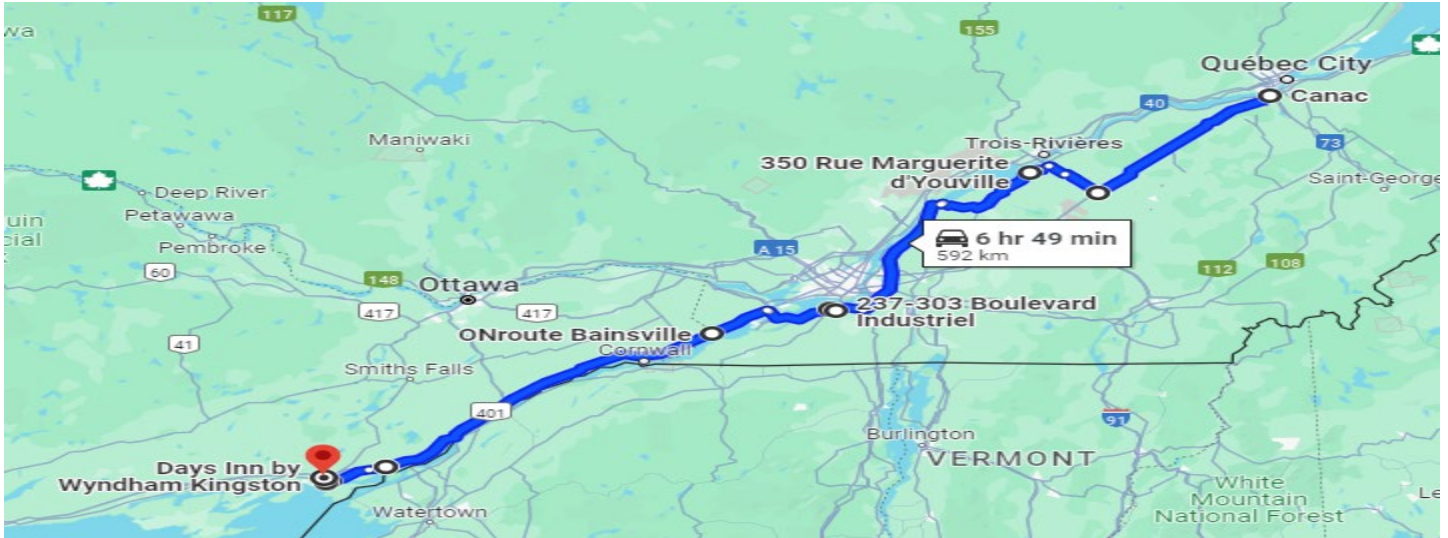 117
155
wa
Québec City
Canac
40
Maniwaki
Trois-Rivières
73
350 Rue Marguerite
d'Youville
Saint-George
Deep River
Petawawa
Pembroke
uin
cial
A 15
6 hr 49 min
592 km
60
148
112
108
Ottawa
417
417
237-303 Boulevard
Industriel
ONroute Bainsville
Cornwall
41
Smiths Falls
401
91
Burlington
VERMONT
Days Inn by
Wyndham Kingston
Watertown
White
Mountain
National Forest
Le